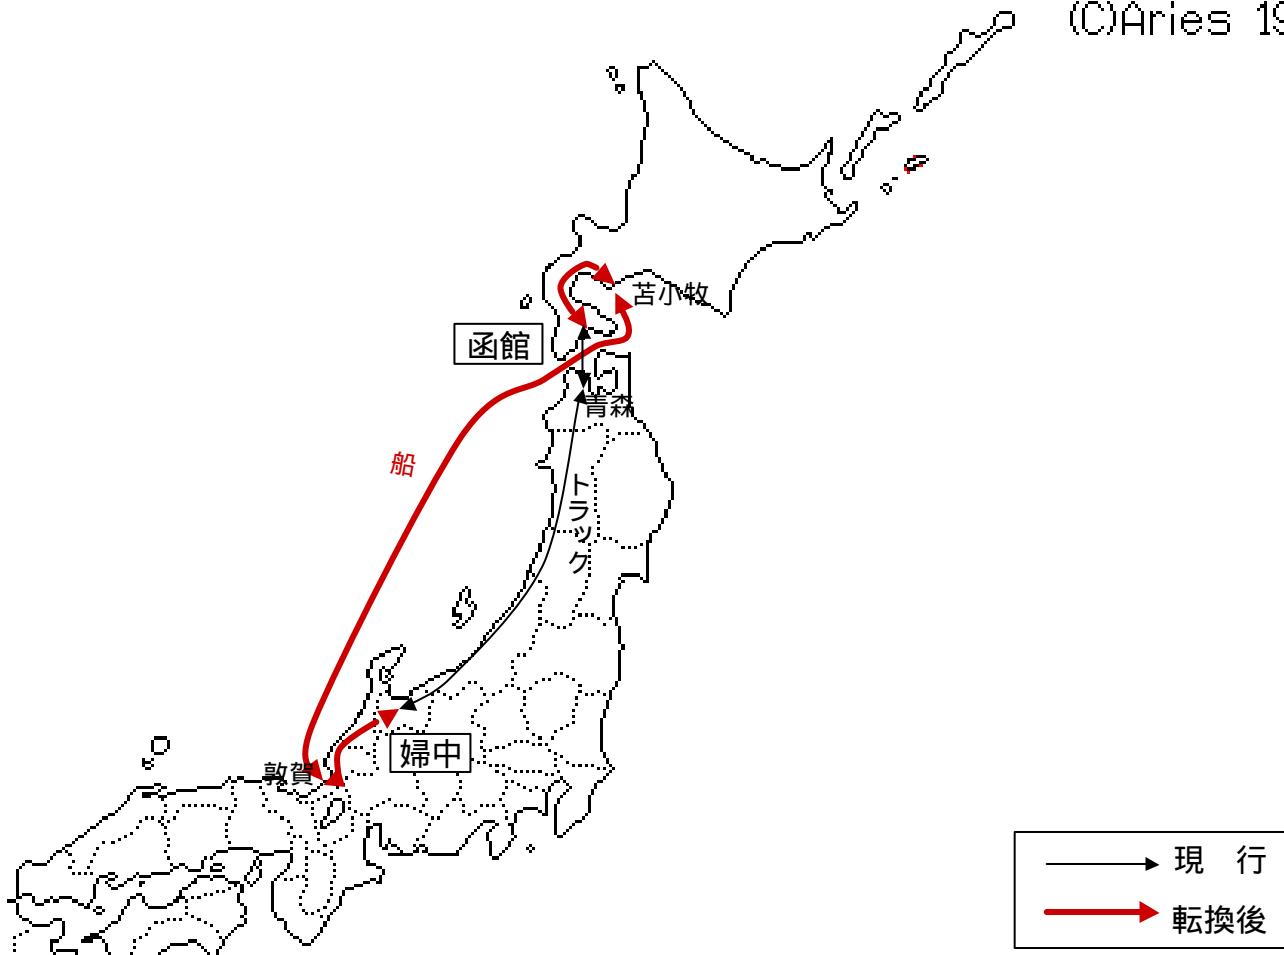 (C)Aries 19
苫小牧
函館
青森
船
トラック
婦中
敦賀
現　行
転換後